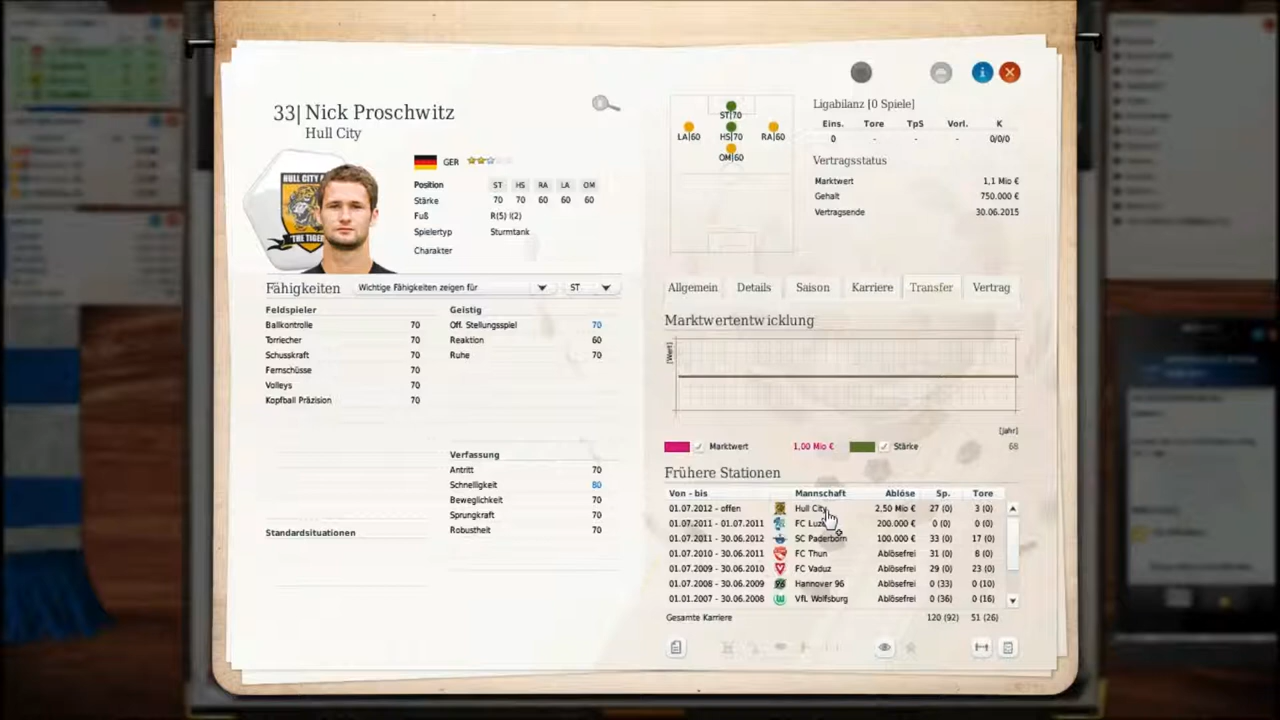 33| Nick Proschwitz
Hull City
HULL CITY A
"THE TIGER
GER
Position ST HS RA LA OM
Stärke 70 70 60 60 60
Fuß R(5) l(2)
Spielertyp Sturmtank
Charakter
Fähigkeiten Wichtige Fähigkeiten zeigen für ST
Feldspieler
Ballkontrolle 70
Torriecher 70
Schusskraft 70
Fernschüsse 70
Volleys 70
Kopfball Präzision 70
Standardsituationen
Geistig
Off. Stellungsspiel 70
Reaktion 60
Ruhe 70
Verfassung
Antritt 70
Schnelligkeit 80
Beweglichkeit 70
Sprungkraft 70
Robustheit 70
ST|70
LA|60 HS|70 RA|60
OM|60
Ligabilanz [0 Spiele]
Eins. Tore TpS Vorl. K
0 - - - 0/0/0
Vertragsstatus
Marktwert 1,1 Mio €
Gehalt 750.000 €
Vertragsende 30.06.2015
Allgemein Details Saison Karriere Transfer Vertrag
Marktwertentwicklung
[Wert]
[Jahr]
Marktwert 1,00 Mio € Stärke 68
Frühere Stationen
Von - bis Mannschaft Ablöse Sp. Tore
01.07.2012 - offen Hull City 2,50 Mio € 27 (0) 3 (0)
01.07.2011 - 01.07.2011 FC 200.000 € 0 (0) 0 (0)
01.07.2011 - 30.06.2012 SC Paderborn 100.000 € 33 (0) 17 (0)
01.07.2010 - 30.06.2011 FC Thun Ablösefrei 31 (0) 8 (0)
01.07.2009 - 30.06.2010 FC Vaduz Ablösefrei 29 (0) 23 (0)
01.07.2008 - 30.06.2009 Hannover 96 Ablösefrei 0 (33) 0 (10)
01.01.2007 - 30.06.2008 VfL Wolfsburg Ablösefrei 0 (36) 0 (16)
Gesamte Karriere 120 (92) 51 (26)